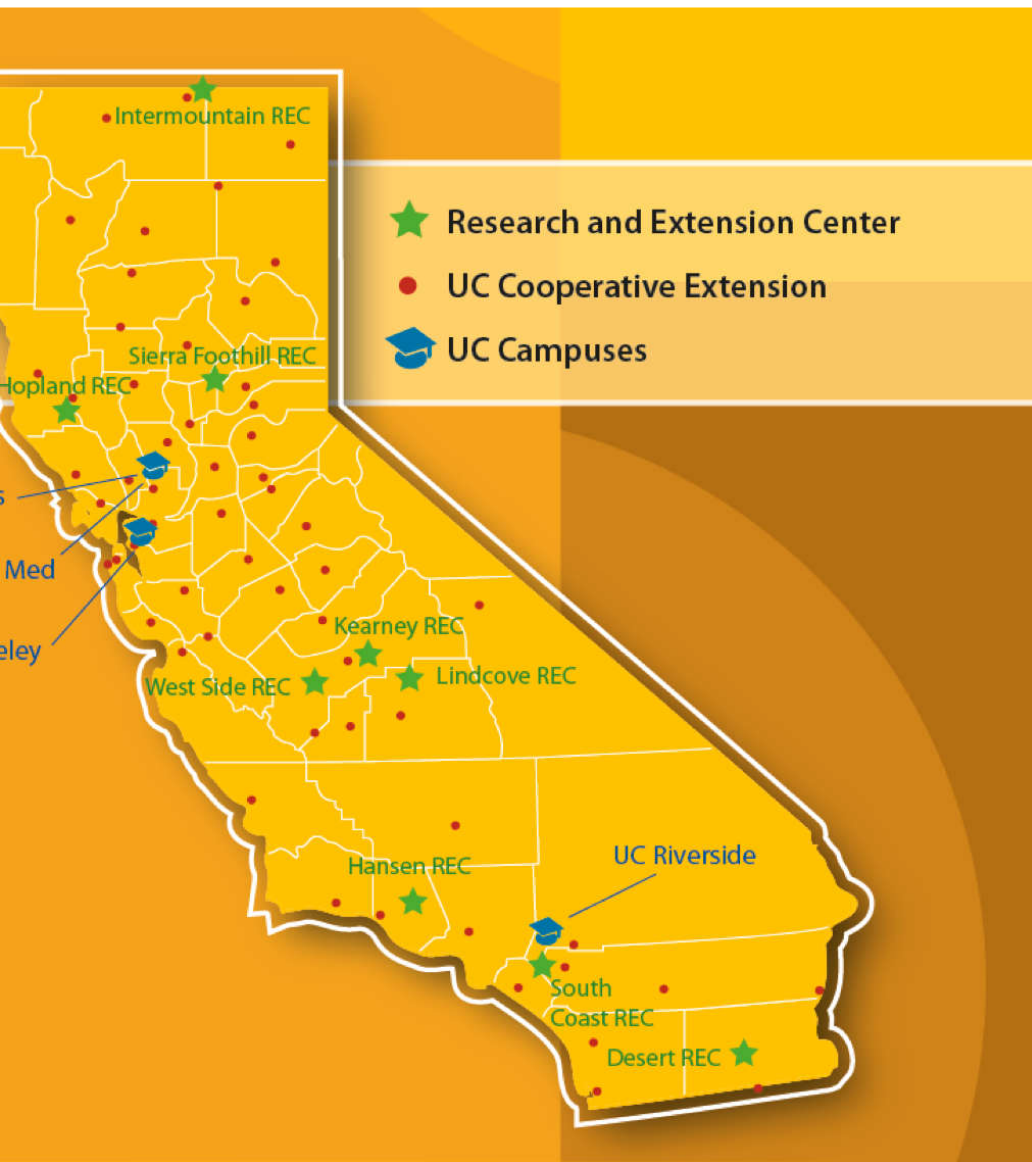 Intermountain REC
Research and Extension Center
UC Cooperative Extension
UC Campuses
Sierra Foothill REC
Hopland REC
s
Med
eley
Kearney REC
West Side REC
Lindcove REC
Hansen REC
UC Riverside
South
Coast REC
Desert REC